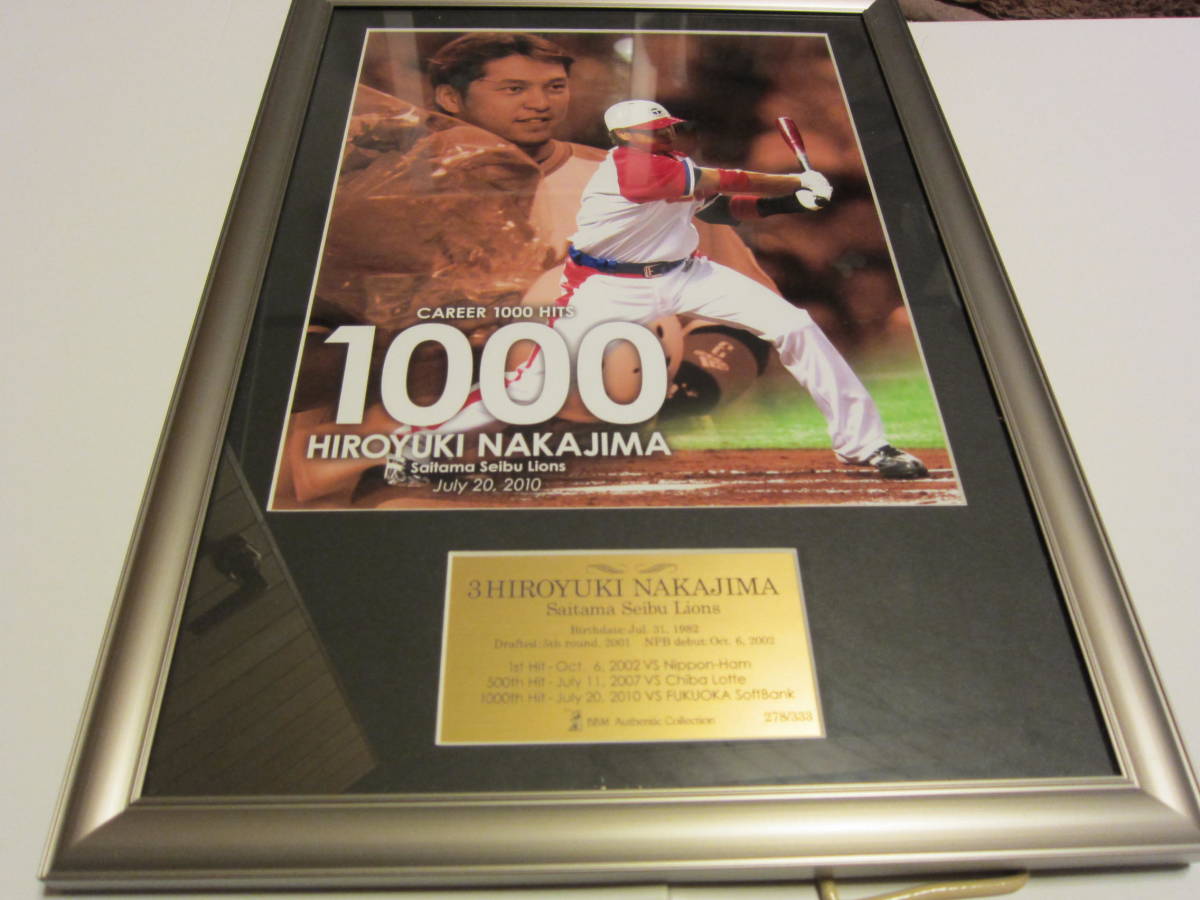 CAREER 1000 HITS
1000
HIROYUKI NAKAJIMA
Saitama Seibu Lions
July 20, 2010
3 HIROYUKI NAKAJIMA
Saitama Seibu Lions
Birthdate:Jul. 31, 1982
Drafted:5th round, 2001 NPB debut:Oct. 6, 2002
1st Hit - Oct. 6, 2002 VS Nippon-Ham
500th Hit - July 11, 2007 VS Chiba Lotte
1000th Hit - July 20, 2010 VS FUKUOKA SoftBank
BBM Authentic Collection 278/333